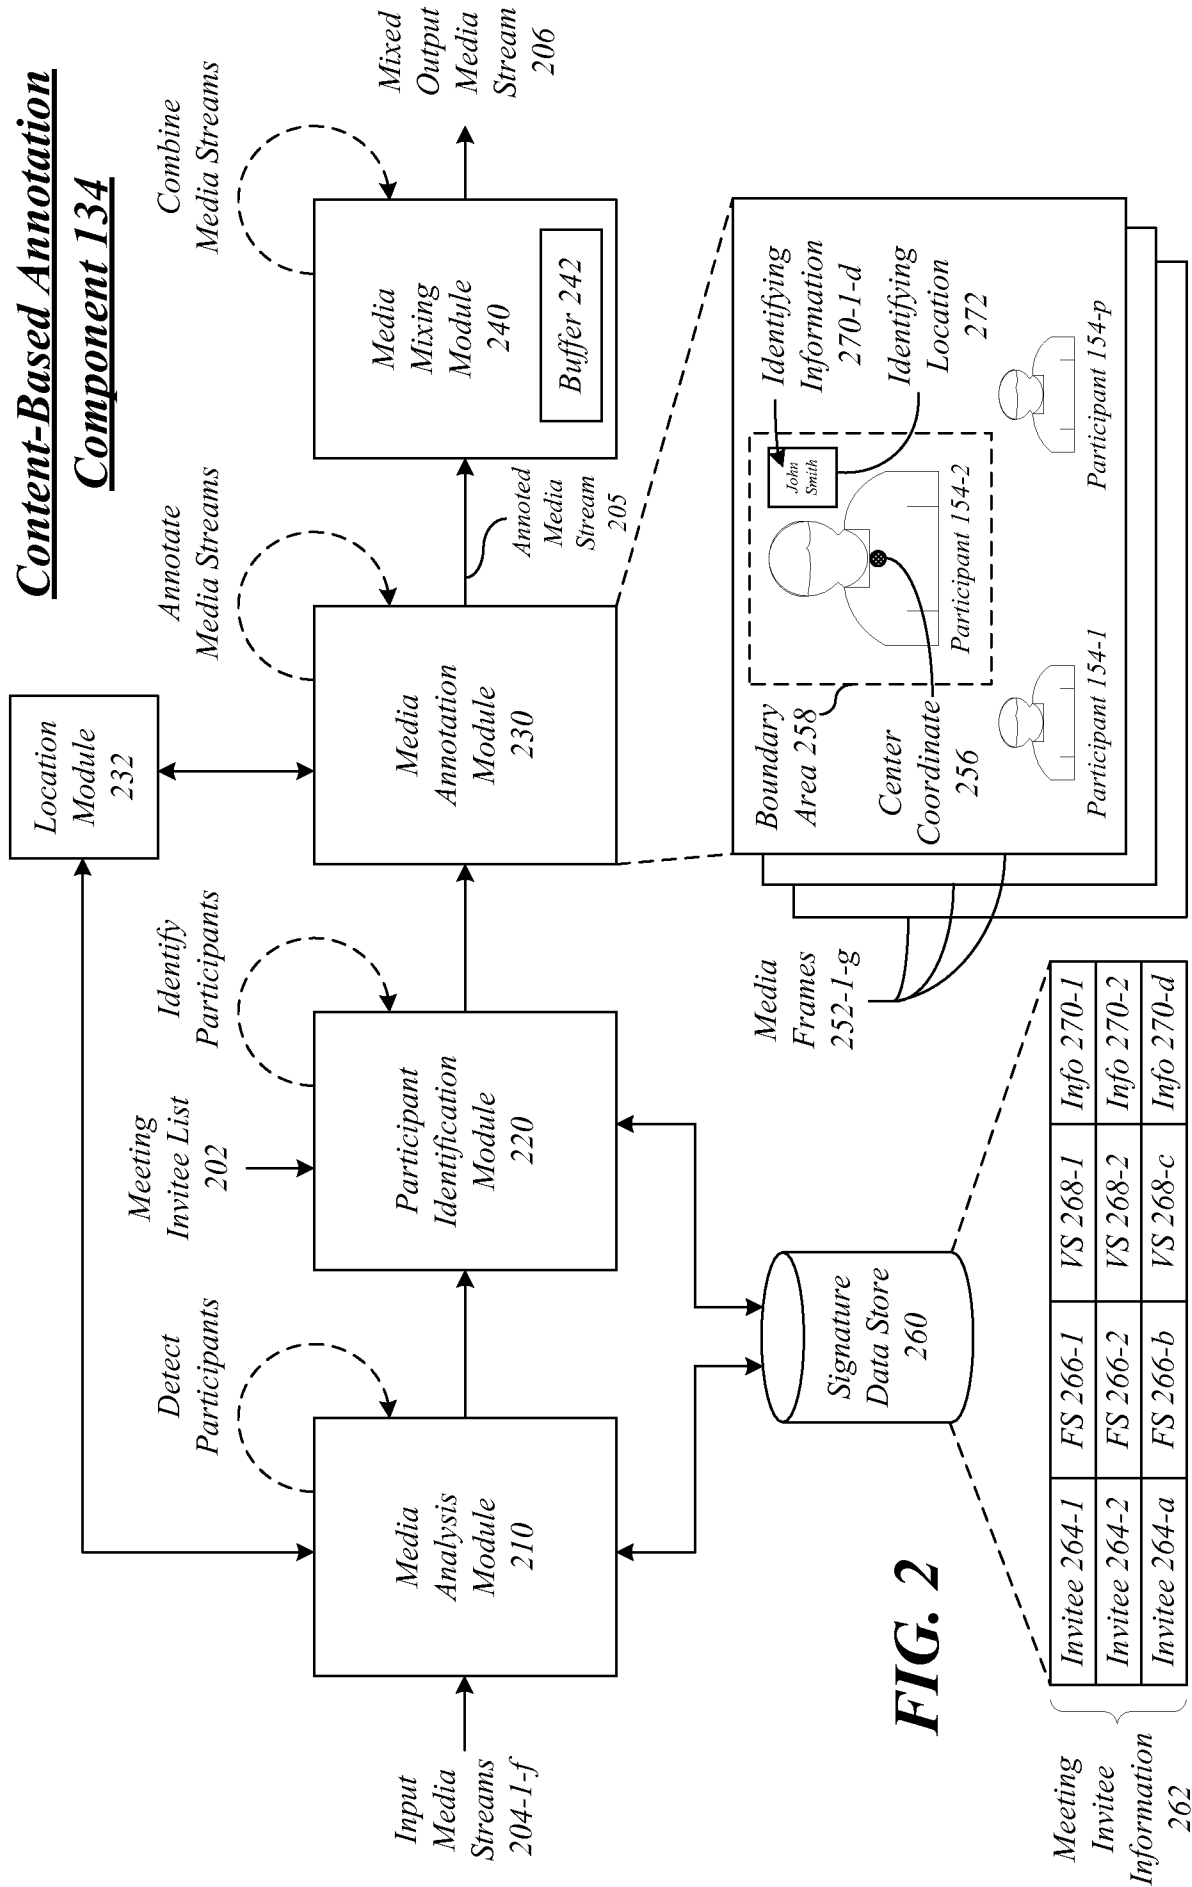 Content-Based Annotation
Component 134
Location
Module
232
Detect
Participants
Meeting
Invitee List
202
Identify
Participants
Annotate
Media Streams
Combine
Media Streams
Input
Media
Streams
204-1-f
Media
Analysis
Module
210
Participant
Identification
Module
220
Media
Annotation
Module
230
Annotated
Media
Stream
205
Media
Mixing
Module
240
Buffer 242
Mixed
Output
Media
Stream
206
Signature
Data Store
260
Media
Frames
252-1-g
Boundary
Area 258
Center
Coordinate
256
John
Smith
Identifying
Information
270-1-d
Identifying
Location
272
Participant 154-2
Participant 154-1
Participant 154-p
FIG. 2
Meeting
Invitee
Information
262
Invitee 264-1 FS 266-1 VS 268-1 Info 270-1
Invitee 264-2 FS 266-2 VS 268-2 Info 270-2
Invitee 264-a FS 266-b VS 268-c Info 270-d